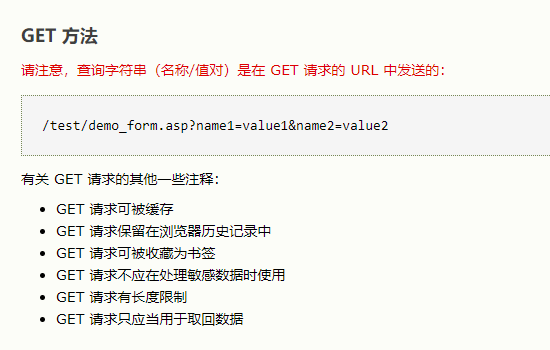 GET 方法
请注意，查询字符串（名称/值对）是在 GET 请求的 URL 中发送的：
/test/demo_form.asp?name1=value1&name2=value2
有关 GET 请求的其他一些注释：
• GET 请求可被缓存
• GET 请求保留在浏览器历史记录中
• GET 请求可被收藏为书签
• GET 请求不应在处理敏感数据时使用
• GET 请求有长度限制
• GET 请求只应当用于取回数据